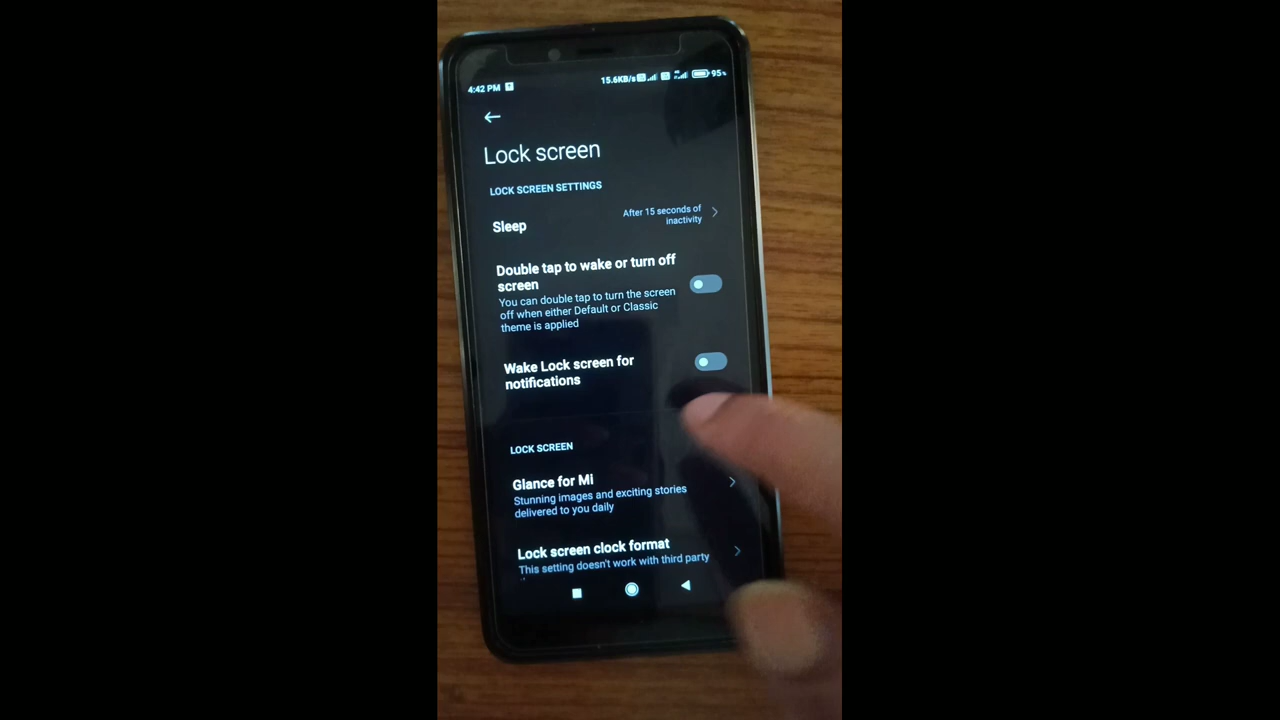 4:42 PM 15.6KB/s 95%
Lock screen
LOCK SCREEN SETTINGS
Sleep
After 15 seconds of
inactivity
Double tap to wake or turn off
screen
You can double tap to turn the screen
off when either Default or Classic
theme is applied
Wake Lock screen for
notifications
LOCK SCREEN
Glance for Mi
Stunning images and exciting stories
delivered to you daily
Lock screen clock format
This setting doesn't work with third party